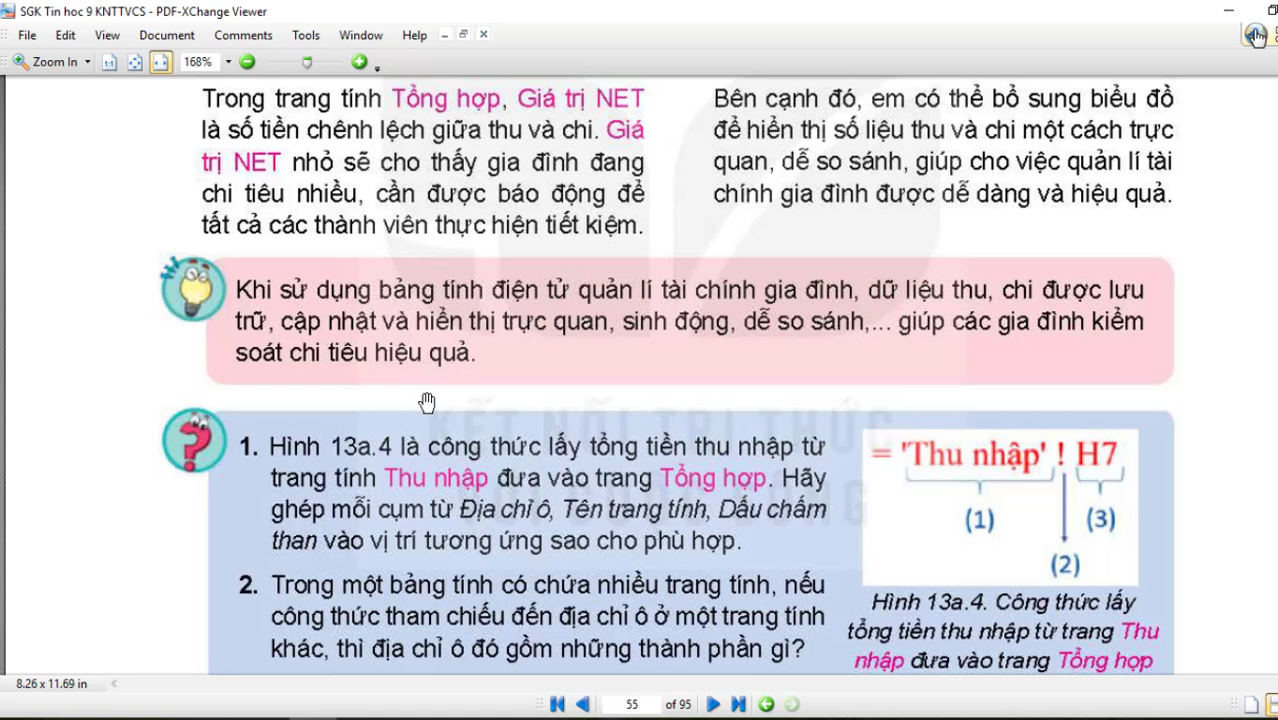 SGK Tin hoc 9 KNTTVCS - PDF-XChange Viewer
File Edit View Document Comments Tools Window Help
Zoom In 168%
Trong trang tính Tổng hợp, Giá trị NET
là số tiền chênh lệch giữa thu và chi. Giá
trị NET nhỏ sẽ cho thấy gia đình đang
chi tiêu nhiều, cần được báo động để
tất cả các thành viên thực hiện tiết kiệm.
Bên cạnh đó, em có thể bổ sung biểu đồ
để hiển thị số liệu thu và chi một cách trực
quan, dễ so sánh, giúp cho việc quản lí tài
chính gia đình được dễ dàng và hiệu quả.
Khi sử dụng bảng tính điện tử quản lí tài chính gia đình, dữ liệu thu, chi được lưu
trữ, cập nhật và hiển thị trực quan, sinh động, dễ so sánh,... giúp các gia đình kiểm
soát chi tiêu hiệu quả.
KẾT NỐI TRI THỨC
VỚI CUỘC SỐNG
1. Hình 13a.4 là công thức lấy tổng tiền thu nhập từ
trang tính Thu nhập đưa vào trang Tổng hợp. Hãy
ghép mỗi cụm từ Địa chỉ ô, Tên trang tính, Dấu chấm
than vào vị trí tương ứng sao cho phù hợp.
2. Trong một bảng tính có chứa nhiều trang tính, nếu
công thức tham chiếu đến địa chỉ ô ở một trang tính
khác, thì địa chỉ ô đó gồm những thành phần gì?
= 'Thu nhập' ! H7
(1) (3)
(2)
Hình 13a.4. Công thức lấy
tổng tiền thu nhập từ trang Thu
nhập đưa vào trang Tổng hợp
8.26 x 11.69 in
55 of 95